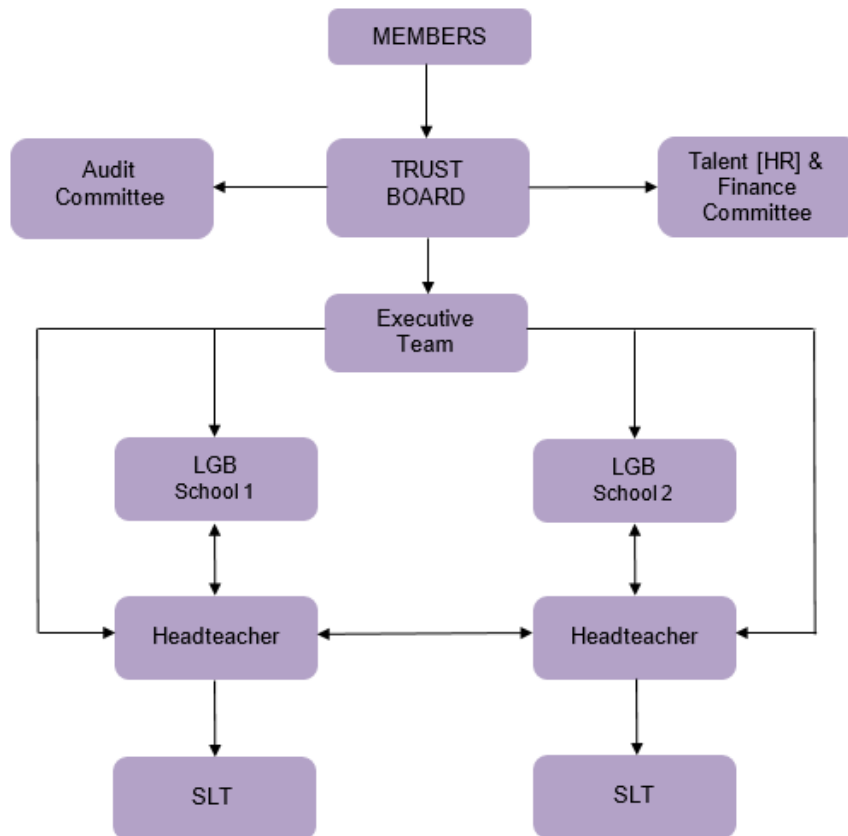 MEMBERS
Audit
Committee
TRUST
BOARD
Talent [HR] &
Finance
Committee
Executive
Team
LGB
School 1
LGB
School 2
Headteacher
Headteacher
SLT
SLT